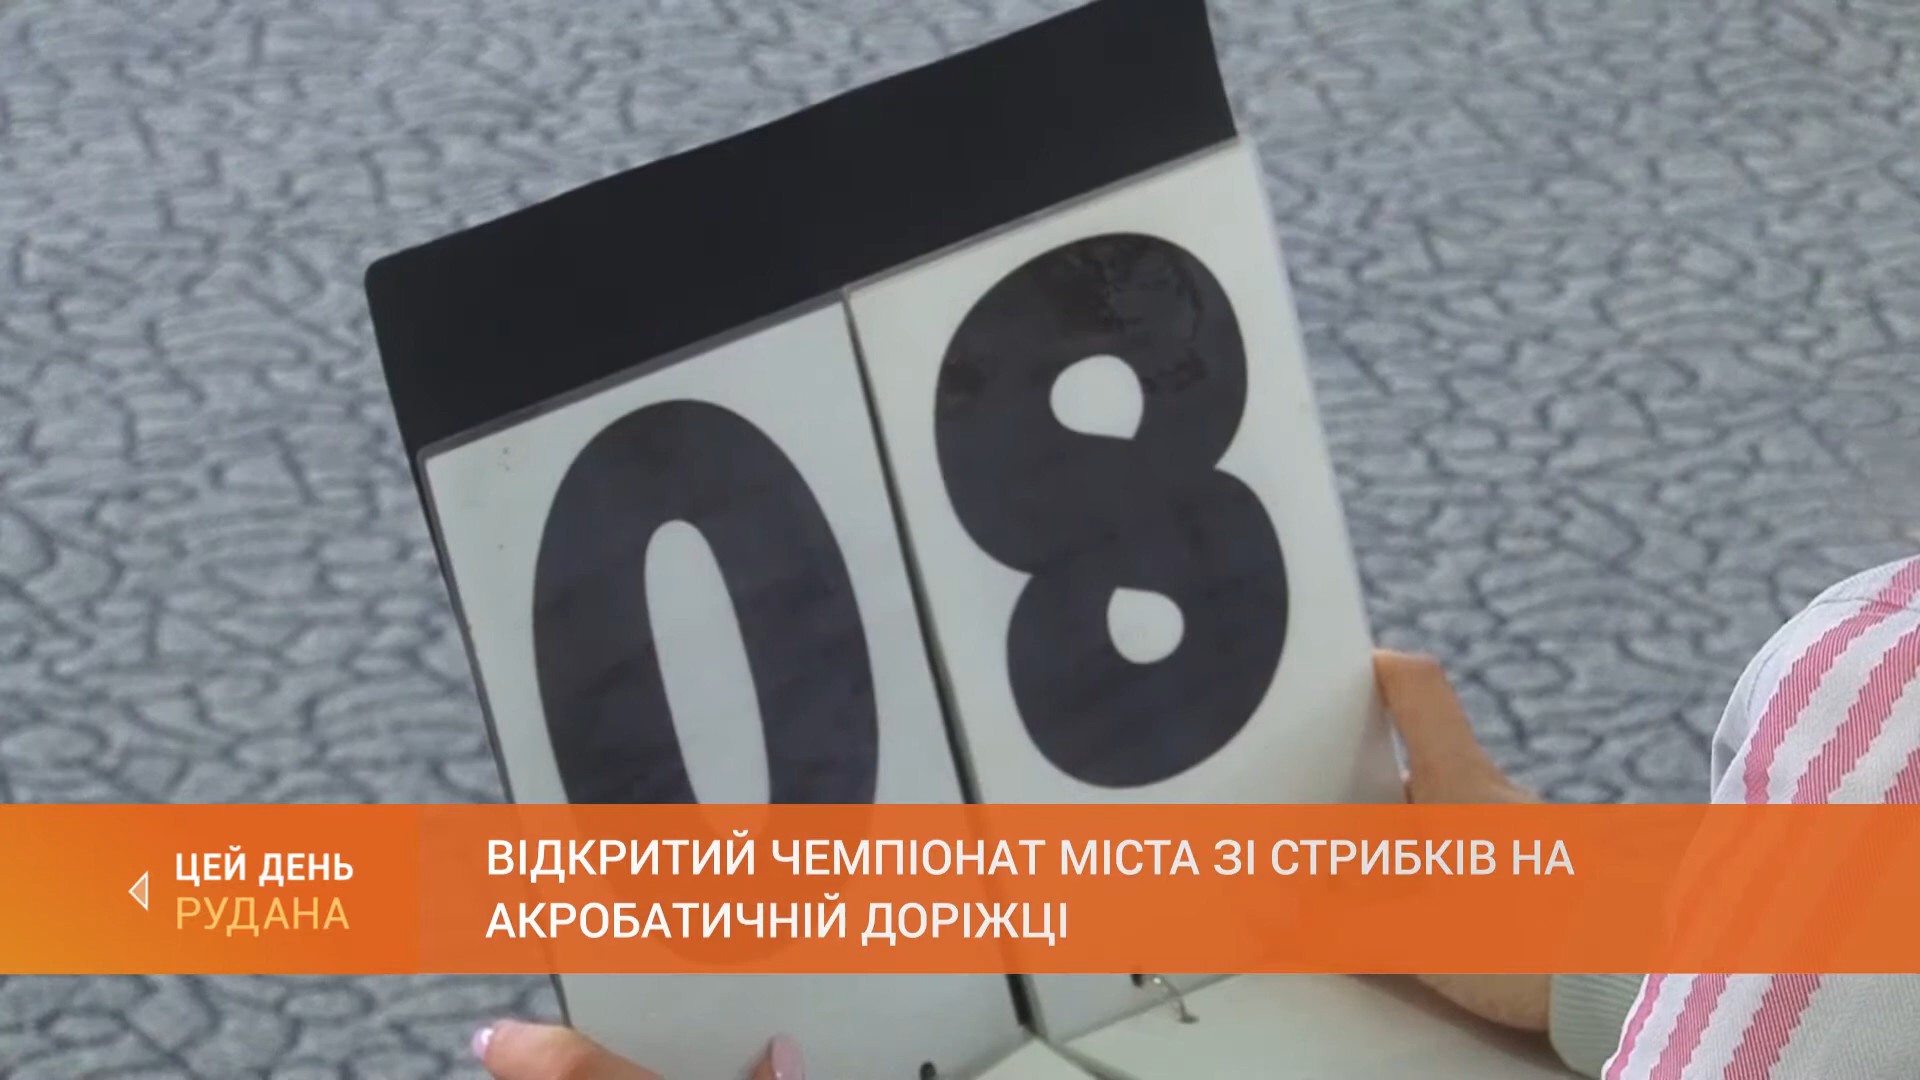 08
ЦЕЙ ДЕНЬ
РУДАНА
ВІДКРИТИЙ ЧЕМПІОНАТ МІСТА ЗІ СТРИБКІВ НА
АКРОБАТИЧНІЙ ДОРІЖЦІ